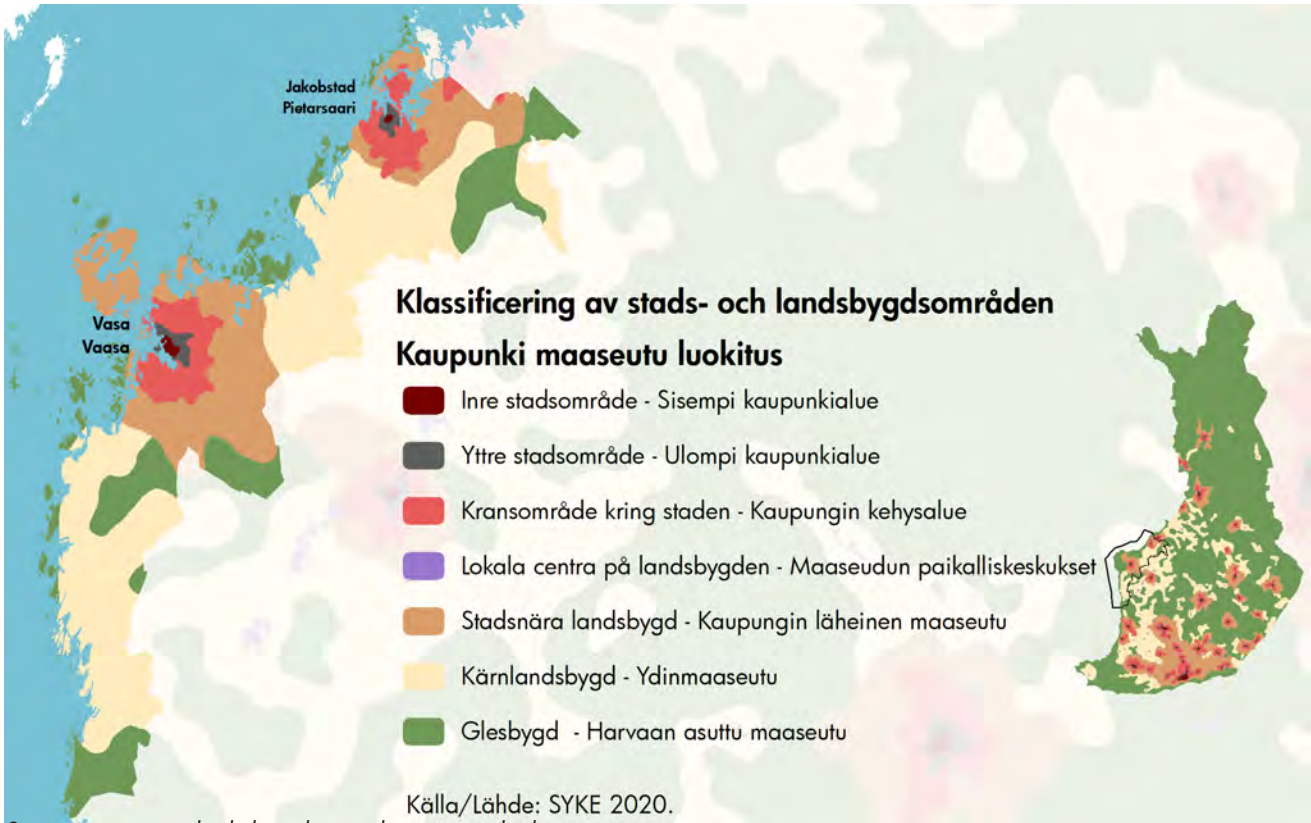 Jakobstad
Pietarsaari
Vasa
Vaasa
Klassificering av stads- och landsbygdsområden
Kaupunki maaseutu luokitus
Inre stadsområde - Sisempi kaupunkialue
Yttre stadsområde - Ulompi kaupunkialue
Kransområde kring staden - Kaupungin kehysalue
Lokala centra på landsbygden - Maaseudun paikalliskeskukset
Stadsnära landsbygd - Kaupungin läheinen maaseutu
Kärnlandsbygd - Ydinmaaseutu
Glesbygd - Harvaan asuttu maaseutu
Källa/Lähde: SYKE 2020.